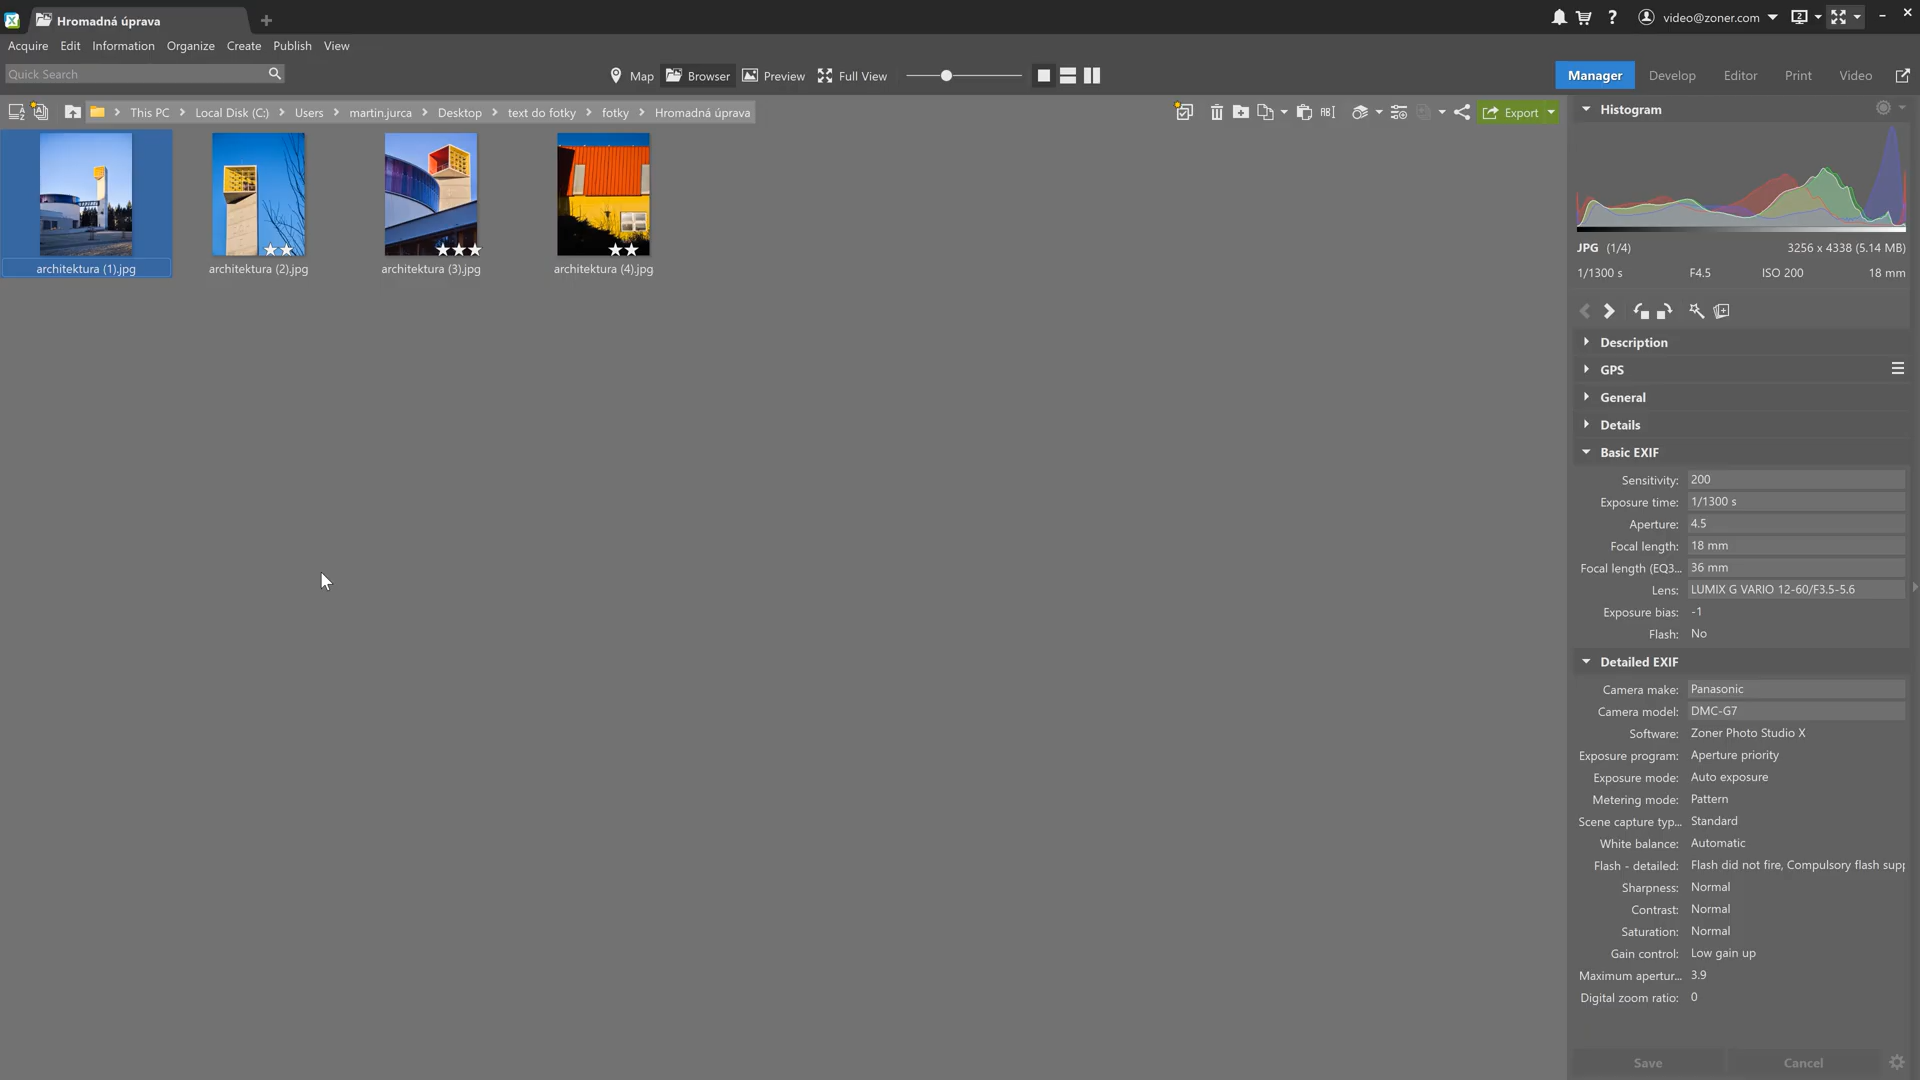 Hromadná úprava
video@zoner.com
Acquire Edit Information Organize Create Publish View
Quick Search
Map Browser Preview Full View
Manager Develop Editor Print Video
This PC Local Disk (C:) Users martin.jurca Desktop text do fotky fotky Hromadná úprava
Export
architektura (1).jpg
architektura (2).jpg
architektura (3).jpg
architektura (4).jpg
Histogram
JPG (1/4) 3256 x 4338 (5.14 MB)
1/1300 s F4.5 ISO 200 18 mm
Description
GPS
General
Details
Basic EXIF
Sensitivity: 200
Exposure time: 1/1300 s
Aperture: 4.5
Focal length: 18 mm
Focal length (EQ3... 36 mm
Lens: LUMIX G VARIO 12-60/F3.5-5.6
Exposure bias: -1
Flash: No
Detailed EXIF
Camera make: Panasonic
Camera model: DMC-G7
Software: Zoner Photo Studio X
Exposure program: Aperture priority
Exposure mode: Auto exposure
Metering mode: Pattern
Scene capture typ... Standard
White balance: Automatic
Flash - detailed: Flash did not fire, Compulsory flash supp
Sharpness: Normal
Contrast: Normal
Saturation: Normal
Gain control: Low gain up
Maximum apertur... 3.9
Digital zoom ratio: 0
Save Cancel